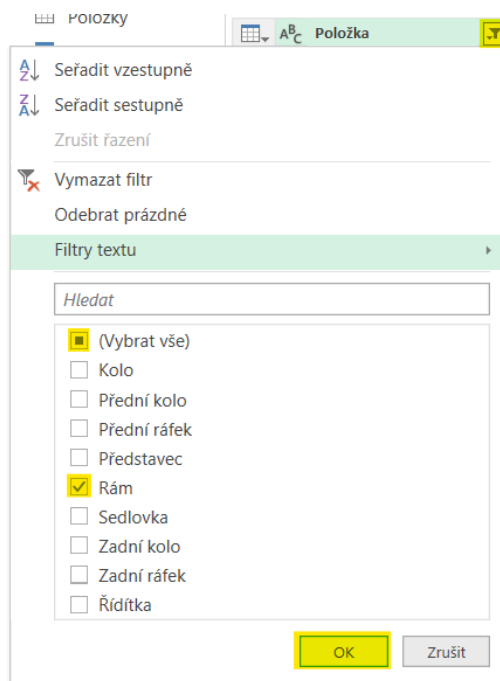 Položky
ABC Položka
Seřadit vzestupně
Seřadit sestupně
Zrušit řazení
Vymazat filtr
Odebrat prázdné
Filtry textu
Hledat
(Vybrat vše)
Kolo
Přední kolo
Přední ráfek
Představec
Rám
Sedlovka
Zadní kolo
Zadní ráfek
Řídítka
OK Zrušit